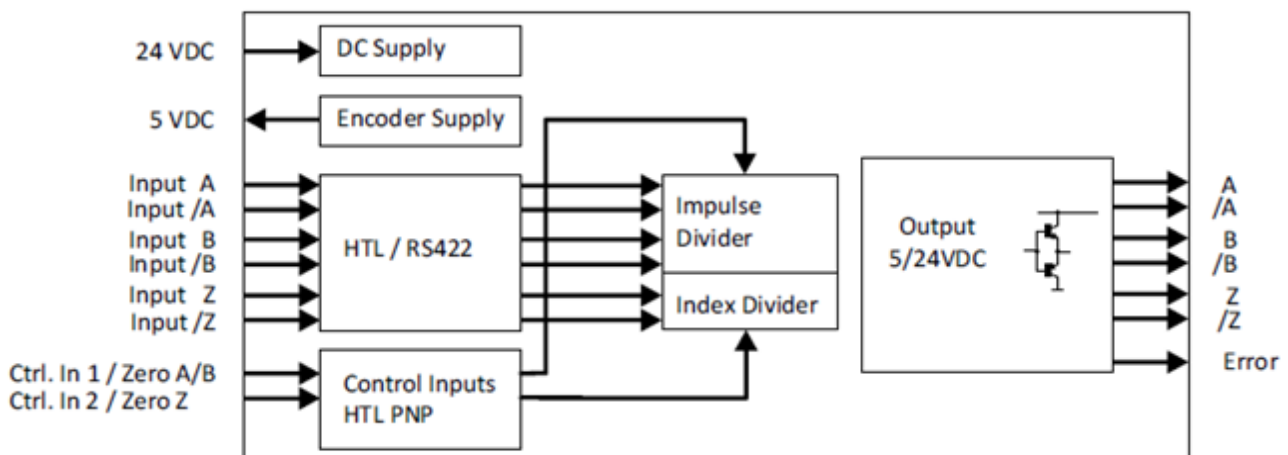 24 VDC
DC Supply
5 VDC
Encoder Supply
Input A
Input /A
Input B
Input /B
Input Z
Input /Z
HTL / RS422
Impulse
Divider
Index Divider
Output
5/24VDC
A
/A
B
/B
Z
/Z
Error
Ctrl. In 1 / Zero A/B
Ctrl. In 2 / Zero Z
Control Inputs
HTL PNP